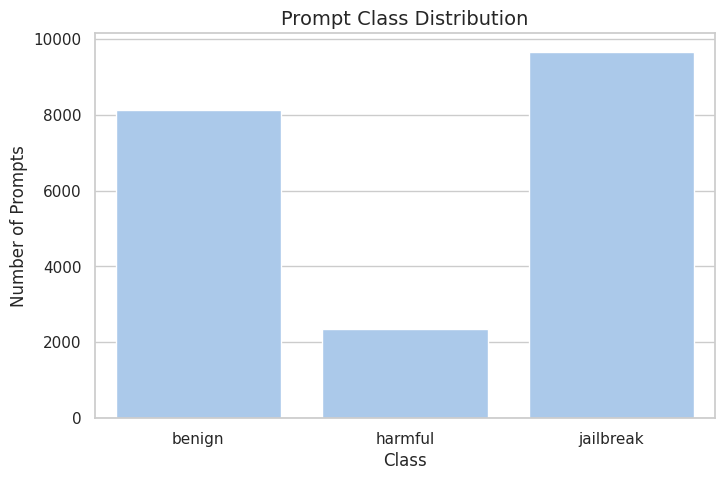 Prompt Class Distribution
10000
8000
6000
4000
2000
0
Number of Prompts
benign
harmful
jailbreak
Class